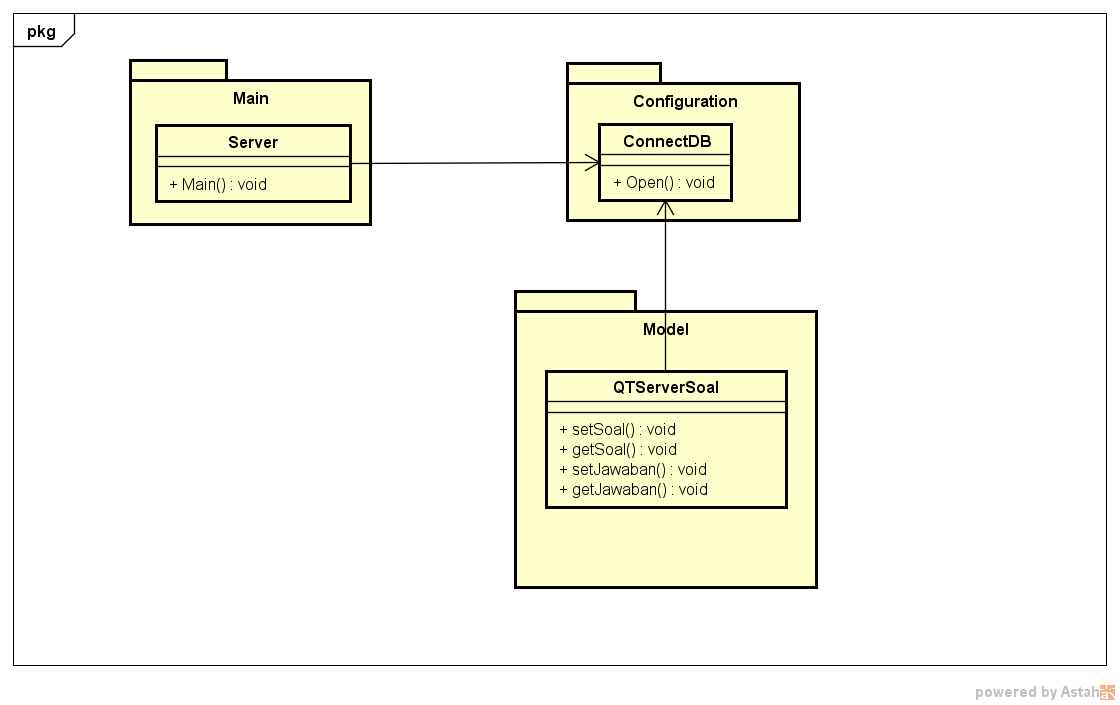 pkg
Main
Server
+ Main() : void
Configuration
ConnectDB
+ Open() : void
Model
QTServerSoal
+ setSoal() : void
+ getSoal() : void
+ setJawaban() : void
+ getJawaban() : void
powered by Astah